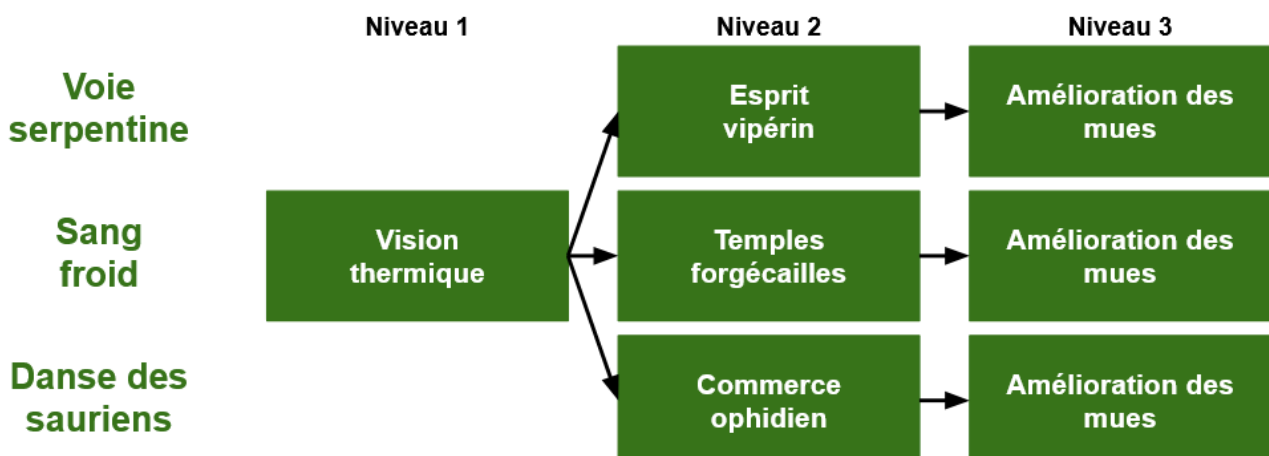 Niveau 1
Niveau 2
Niveau 3
Voie
serpentine
Esprit
vipérin
Amélioration des
mues
Sang
froid
Vision
thermique
Temples
forgécailles
Amélioration des
mues
Danse des
sauriens
Commerce
ophidien
Amélioration des
mues